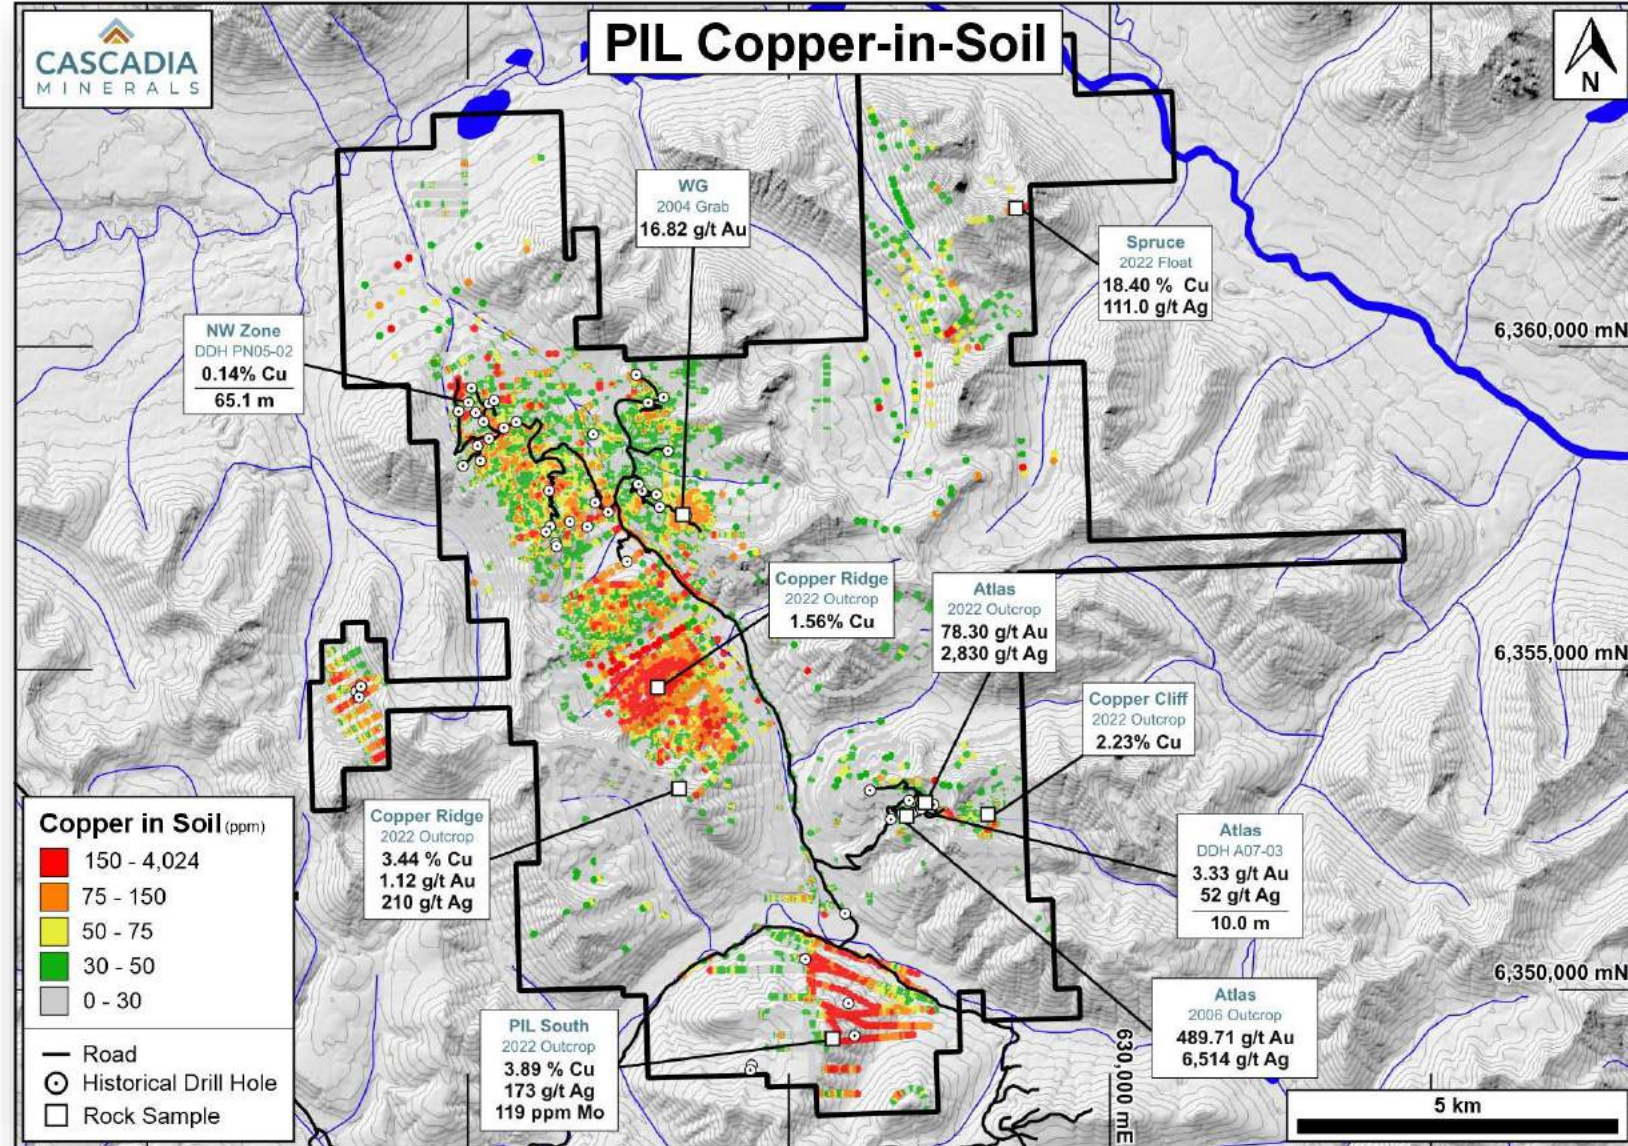 PIL Copper-in-Soil
CASCADIA
MINERALS
N
WG
2004 Grab
16.82 g/t Au
Spruce
2022 Float
18.40 % Cu
111.0 g/t Ag
NW Zone
DDH PN05-02
0.14% Cu
65.1 m
6,360,000 mN
Copper Ridge
2022 Outcrop
1.56% Cu
Atlas
2022 Outcrop
78.30 g/t Au
2,830 g/t Ag
6,355,000 mN
Copper Cliff
2022 Outcrop
2.23% Cu
Copper Ridge
2022 Outcrop
3.44 % Cu
1.12 g/t Au
210 g/t Ag
Atlas
DDH A07-03
3.33 g/t Au
52 g/t Ag
10.0 m
6,350,000 mN
Atlas
2006 Outcrop
489.71 g/t Au
6,514 g/t Ag
PIL South
2022 Outcrop
3.89 % Cu
173 g/t Ag
119 ppm Mo
630,000 mE
Copper in Soil (ppm)
150 - 4,024
75 - 150
50 - 75
30 - 50
0 - 30
Road
Historical Drill Hole
Rock Sample
5 km